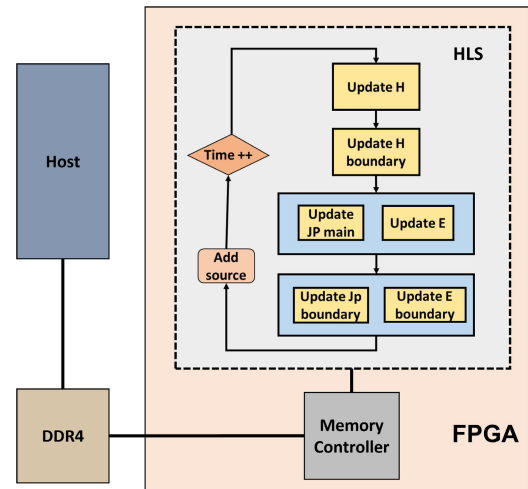 HLS
Update H
Update H
boundary
Update
JP main
Update E
Update Jp
boundary
Update E
boundary
Time ++
Add
source
Host
DDR4
Memory
Controller
FPGA